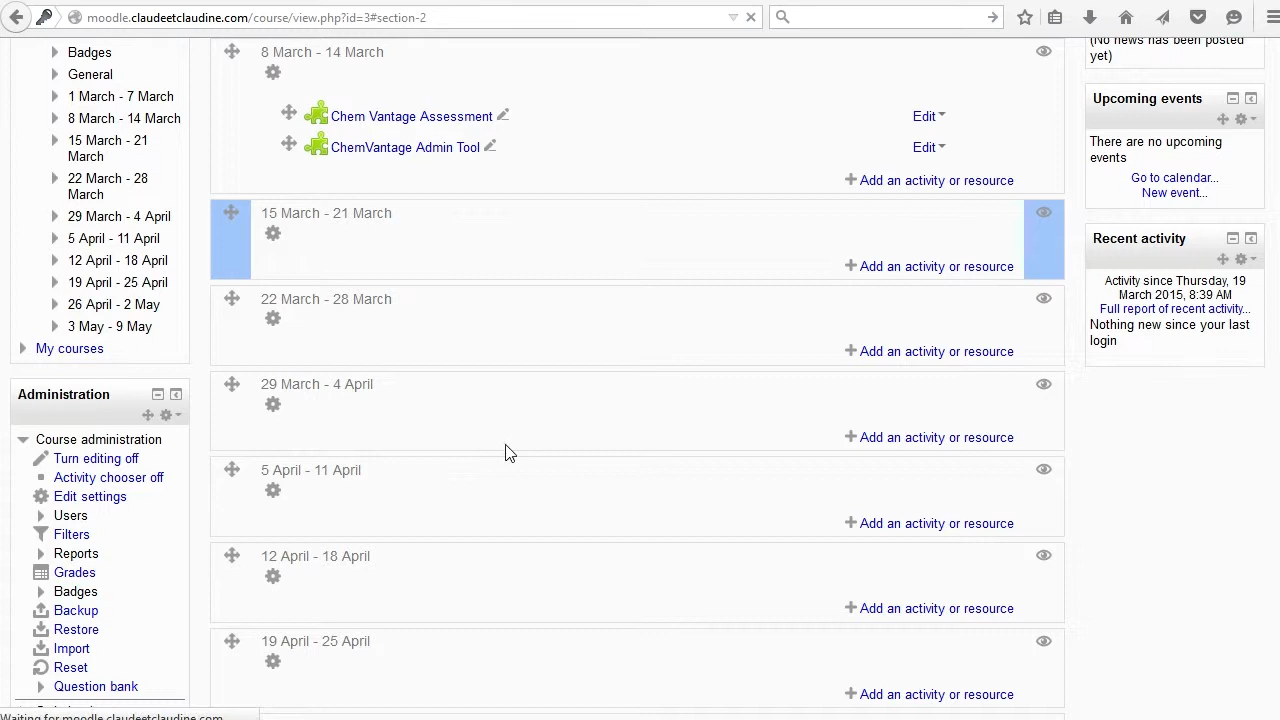 moodle.claudeetclaudine.com/course/view.php?id=3#section-2
Badges
General
1 March - 7 March
8 March - 14 March
15 March - 21
March
22 March - 28
March
29 March - 4 April
5 April - 11 April
12 April - 18 April
19 April - 25 April
26 April - 2 May
3 May - 9 May
My courses
Administration
Course administration
Turn editing off
Activity chooser off
Edit settings
Users
Filters
Reports
Grades
Badges
Backup
Restore
Import
Reset
Question bank
8 March - 14 March
Chem Vantage Assessment
Edit
ChemVantage Admin Tool
Edit
Add an activity or resource
15 March - 21 March
Add an activity or resource
22 March - 28 March
Add an activity or resource
29 March - 4 April
Add an activity or resource
5 April - 11 April
Add an activity or resource
12 April - 18 April
Add an activity or resource
19 April - 25 April
Add an activity or resource
(No news has been posted
yet)
Upcoming events
There are no upcoming
events
Go to calendar...
New event...
Recent activity
Activity since Thursday, 19
March 2015, 8:39 AM
Full report of recent activity...
Nothing new since your last
login
Waiting for moodle.claudeetclaudine.com